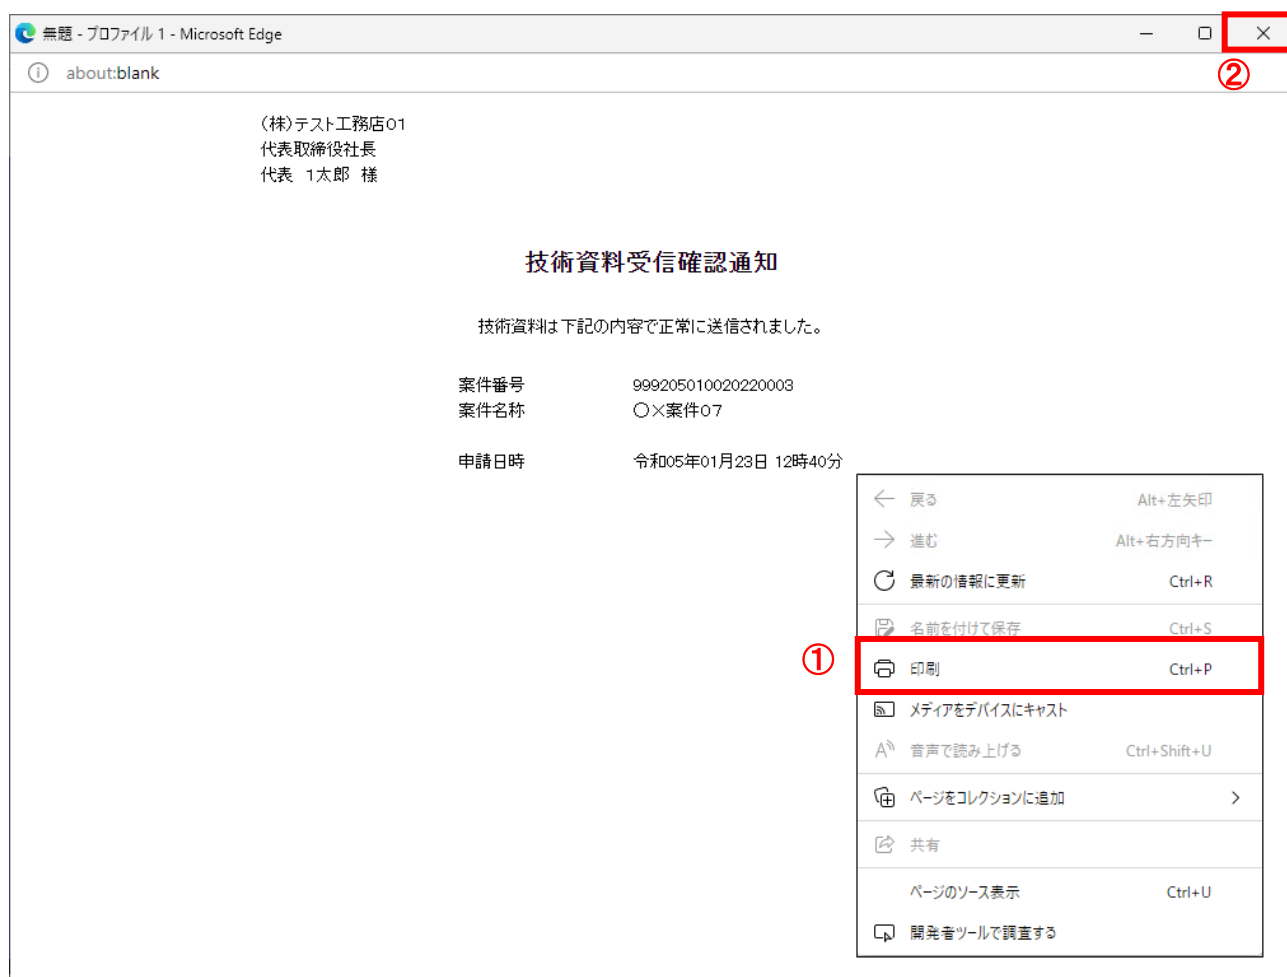 無題 - プロファイル 1 - Microsoft Edge
②
about:blank
(株)テスト工務店01
代表取締役社長
代表 1太郎 様
技術資料受信確認通知
技術資料は下記の内容で正常に送信されました。
案件番号 999205010020220003
案件名称 〇×案件07
申請日時 令和05年01月23日 12時40分
戻る Alt+左矢印
進む Alt+右方向キー
最新の情報に更新 Ctrl+R
名前を付けて保存 Ctrl+S
① 印刷 Ctrl+P
メディアをデバイスにキャスト
音声で読み上げる Ctrl+Shift+U
ページをコレクションに追加
共有
ページのソース表示 Ctrl+U
開発者ツールで調査する